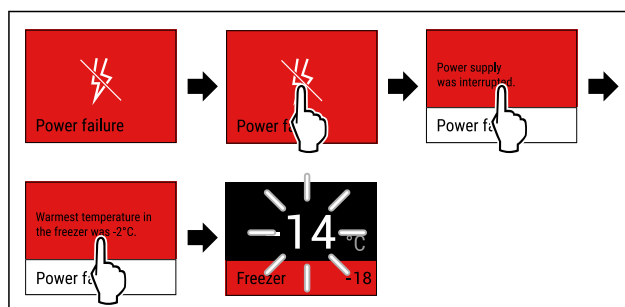 Power failure
Power fa
Power supply
was interrupted.
Power fa
Warmest temperature in
the freezer was -2°C.
Power fa
-14 °C
Freezer -18